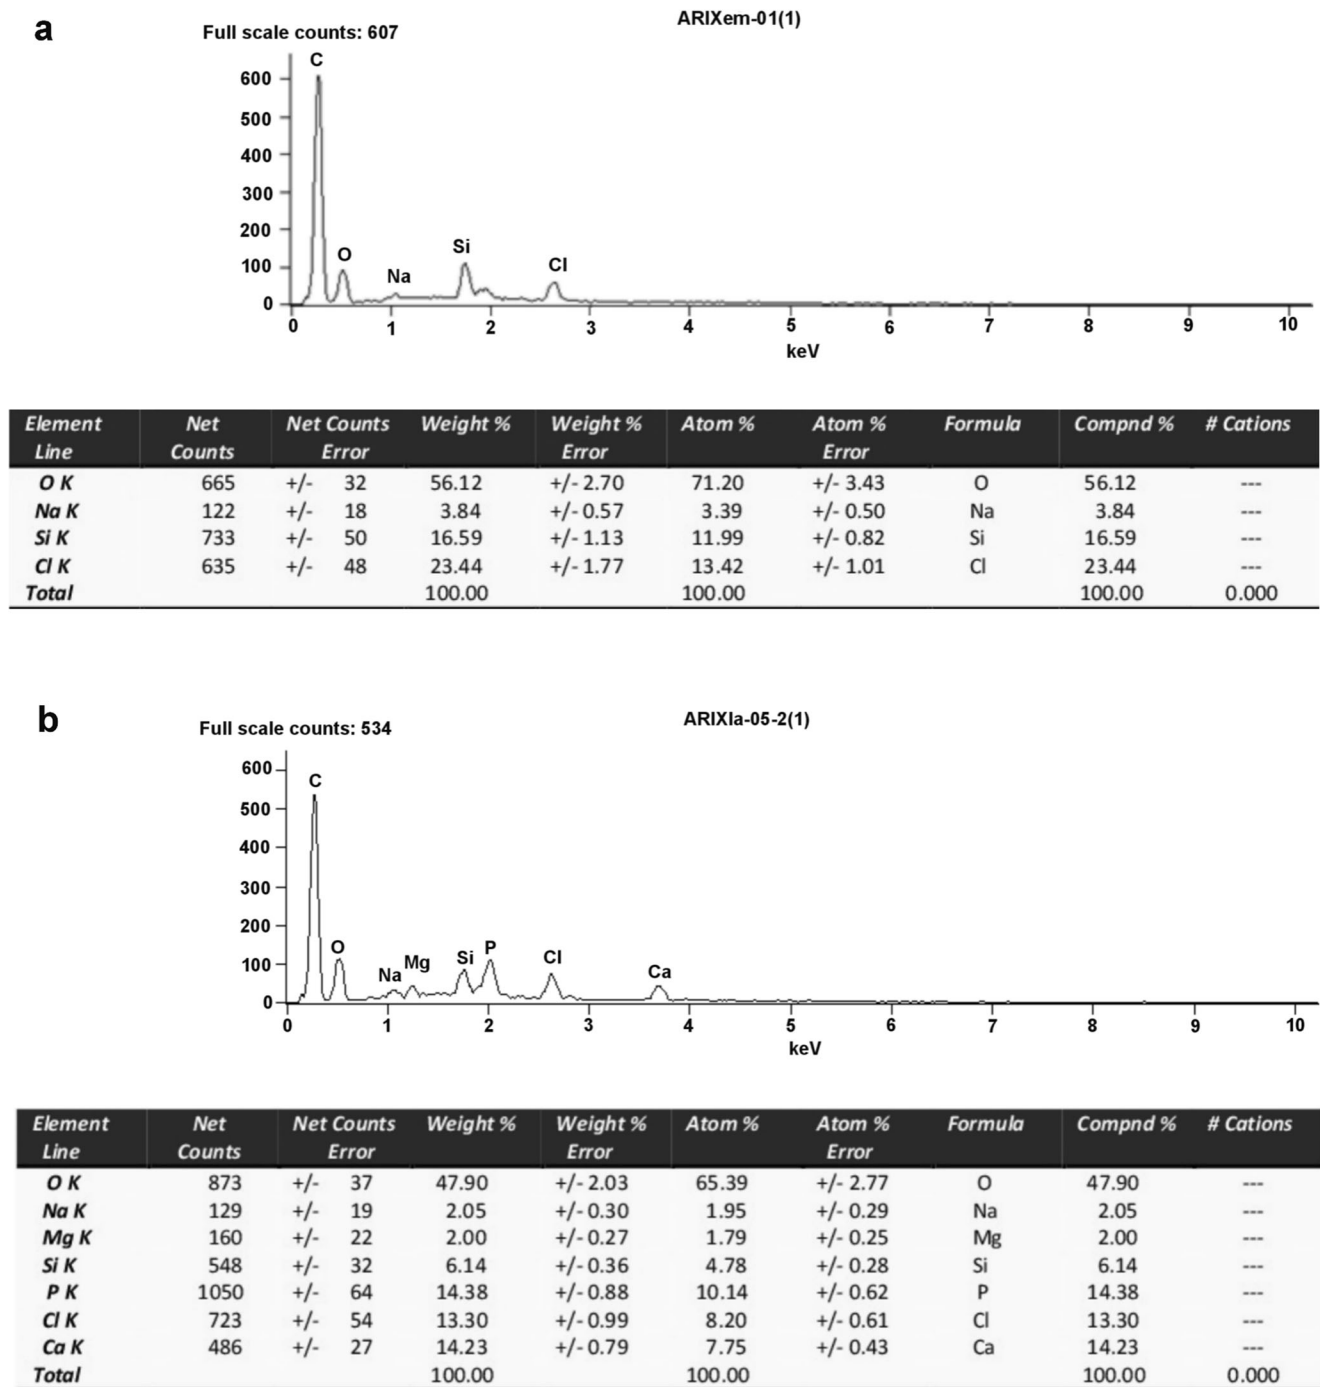 a
ARIXem-01(1)
Full scale counts: 607
C
600
500
400
300
200
100
0
O
Na
Si
Cl
0 1 2 3 4 5 6 7 8 9 10
keV
Element Line Net Counts Net Counts Error Weight % Weight % Error Atom % Atom % Error Formula Compnd % # Cations
O K 665 +/- 32 56.12 +/- 2.70 71.20 +/- 3.43 O 56.12 ---
Na K 122 +/- 18 3.84 +/- 0.57 3.39 +/- 0.50 Na 3.84 ---
Si K 733 +/- 50 16.59 +/- 1.13 11.99 +/- 0.82 Si 16.59 ---
Cl K 635 +/- 48 23.44 +/- 1.77 13.42 +/- 1.01 Cl 23.44 ---
Total 100.00 100.00 100.00 0.000
b
ARIXIa-05-2(1)
Full scale counts: 534
600
500
400
300
200
100
0
C
O
Na
Mg
Si
P
Cl
Ca
0 1 2 3 4 5 6 7 8 9 10
keV
Element Line Net Counts Net Counts Error Weight % Weight % Error Atom % Atom % Error Formula Compnd % # Cations
O K 873 +/- 37 47.90 +/- 2.03 65.39 +/- 2.77 O 47.90 ---
Na K 129 +/- 19 2.05 +/- 0.30 1.95 +/- 0.29 Na 2.05 ---
Mg K 160 +/- 22 2.00 +/- 0.27 1.79 +/- 0.25 Mg 2.00 ---
Si K 548 +/- 32 6.14 +/- 0.36 4.78 +/- 0.28 Si 6.14 ---
P K 1050 +/- 64 14.38 +/- 0.88 10.14 +/- 0.62 P 14.38 ---
Cl K 723 +/- 54 13.30 +/- 0.99 8.20 +/- 0.61 Cl 13.30 ---
Ca K 486 +/- 27 14.23 +/- 0.79 7.75 +/- 0.43 Ca 14.23 ---
Total 100.00 100.00 100.00 0.000